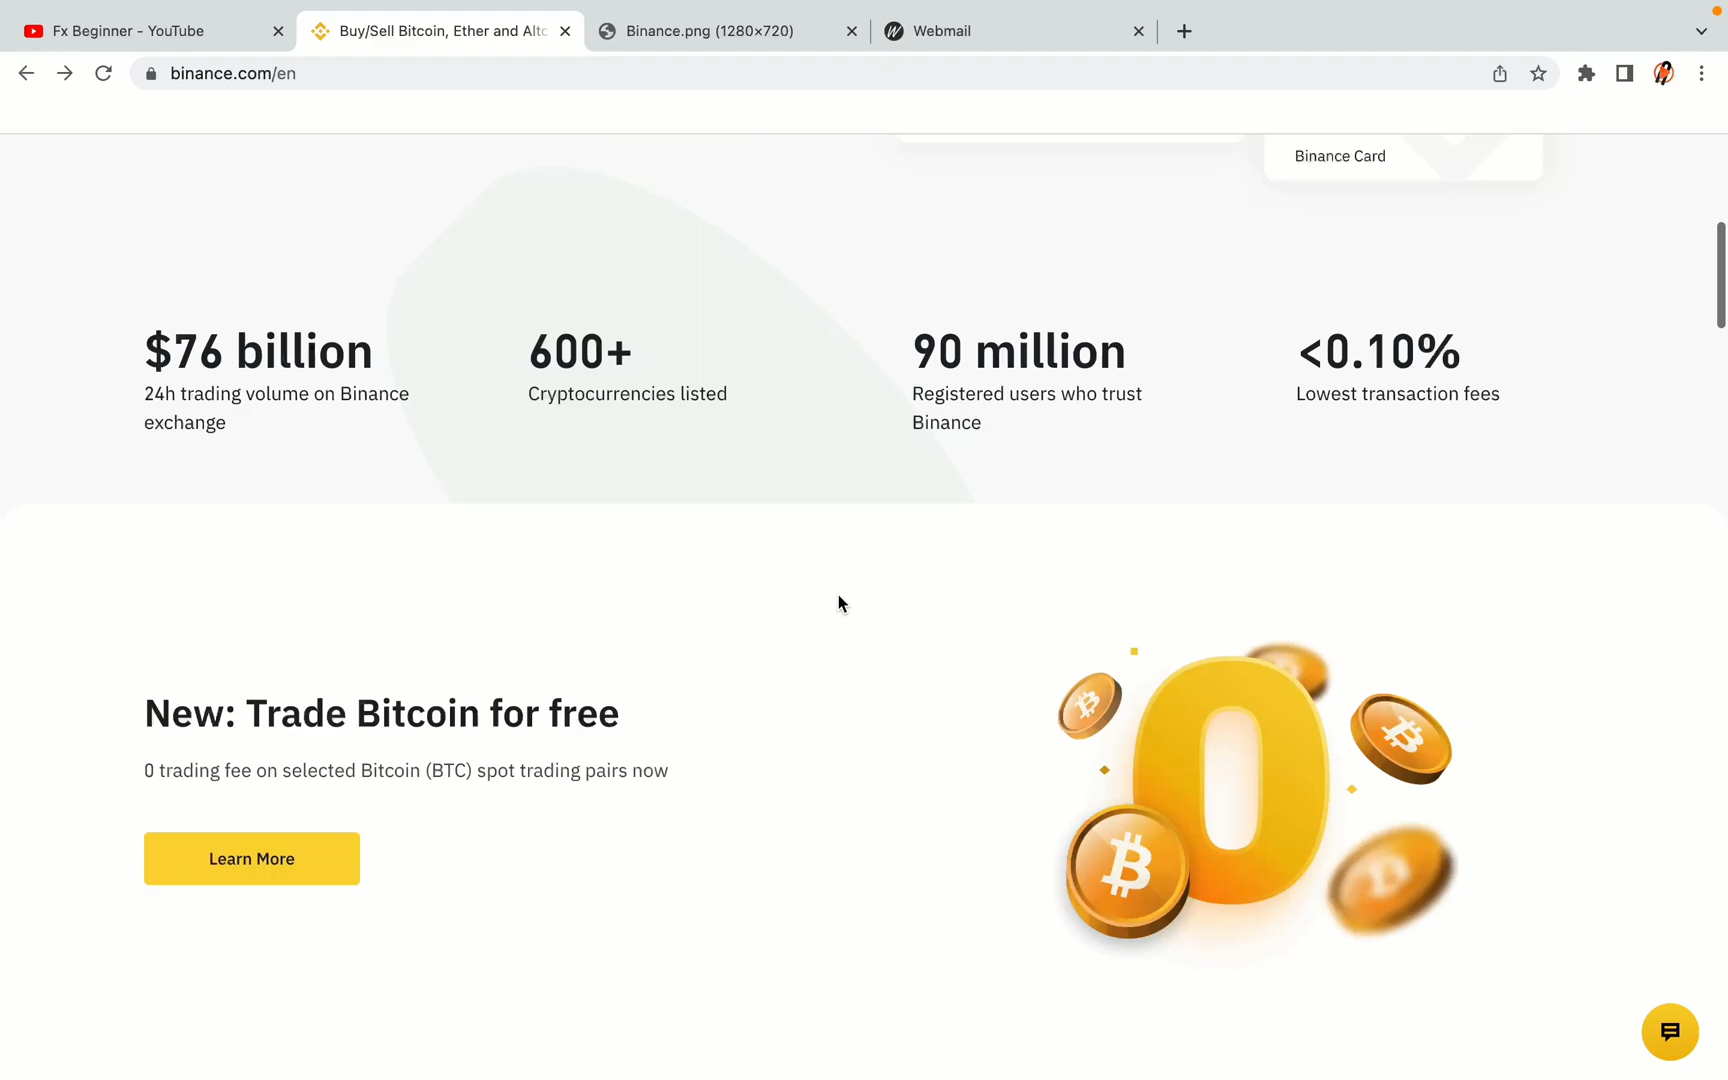 Fx Beginner - YouTube
Buy/Sell Bitcoin, Ether and Altc
Binance.png (1280×720)
Webmail
binance.com/en
Binance Card
$76 billion
24h trading volume on Binance
exchange
600+
Cryptocurrencies listed
90 million
Registered users who trust
Binance
<0.10%
Lowest transaction fees
New: Trade Bitcoin for free
0 trading fee on selected Bitcoin (BTC) spot trading pairs now
Learn More
0